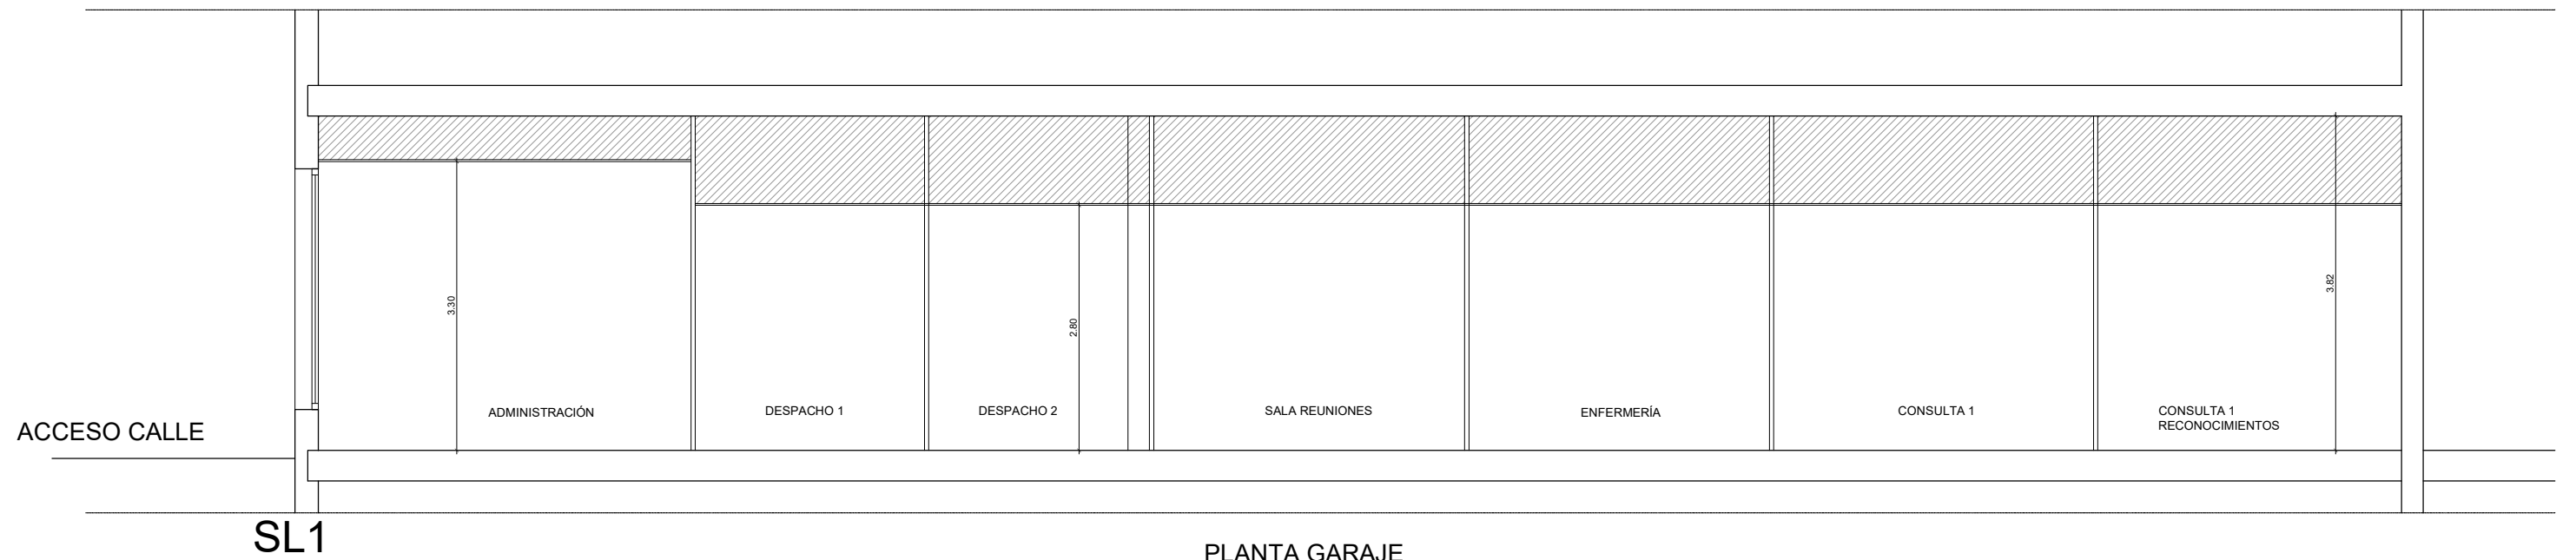 3.30
2.80
3.82
ADMINISTRACIÓN
DESPACHO 1
DESPACHO 2
SALA REUNIONES
ENFERMERÍA
CONSULTA 1
CONSULTA 1
RECONOCIMIENTOS
ACCESO CALLE
SL1
PLANTA GARAJE